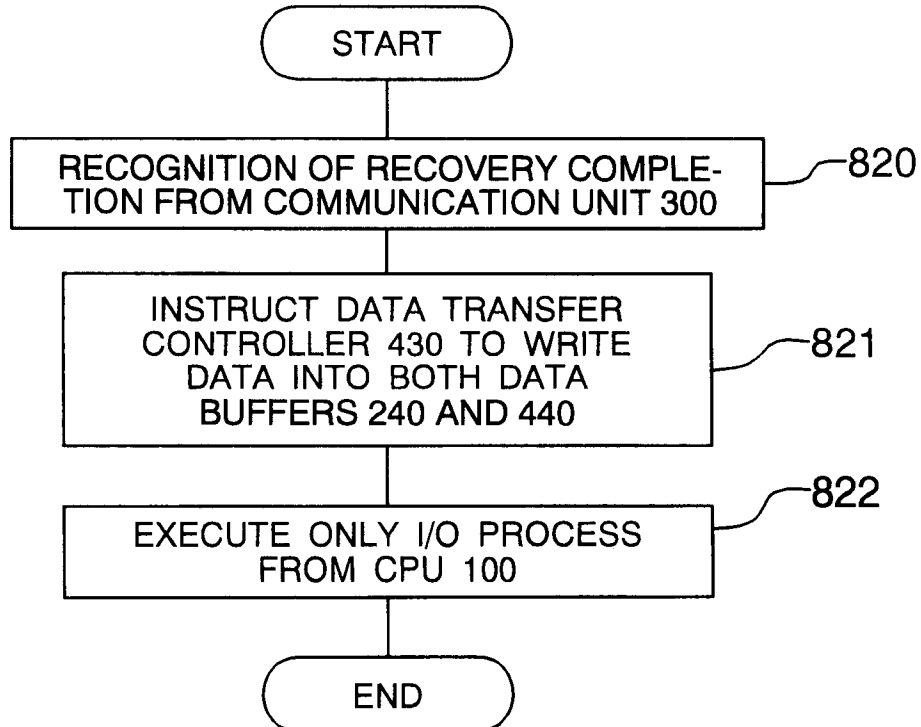 START
RECOGNITION OF RECOVERY COMPLE-
TION FROM COMMUNICATION UNIT 300
820
INSTRUCT DATA TRANSFER
CONTROLLER 430 TO WRITE
DATA INTO BOTH DATA
BUFFERS 240 AND 440
821
EXECUTE ONLY I/O PROCESS
FROM CPU 100
822
END